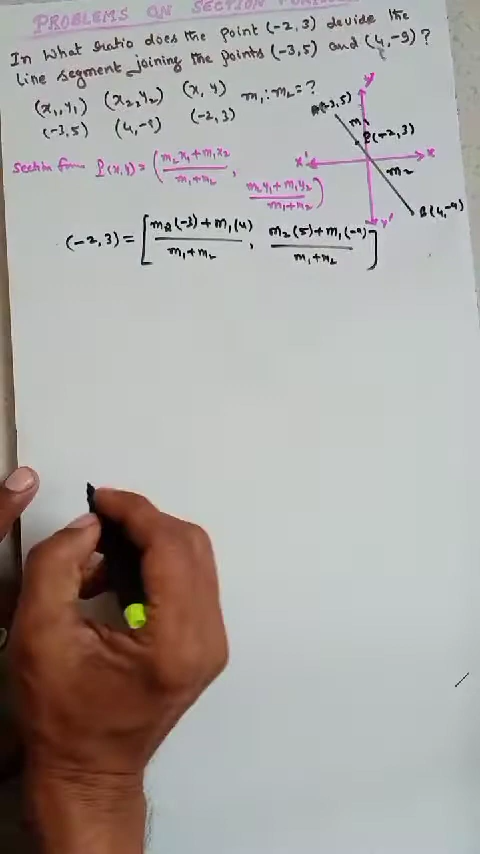 PROBLEMS ON SECTION
In What Ratio does the point (-2, 3) devide the
line segment joining the points (-3,5) and (4,-9)?
(x₁,y₁) (x₂,y₂) (x, y) m₁:m₂=?
(-3,5) (4,-9) (-2,3)
A(-3,5) y
m₁ P(-2,3)
x' x
m₂
B(4,-9)
y'
Section form P(x,y) = (m₂x₁+m₁x₂/m₁+m₂, m₂y₁+m₁y₂/m₁+m₂)
(-2,3) = [m₂(-3)+m₁(4)/m₁+m₂, m₂(5)+m₁(-9)/m₁+m₂]